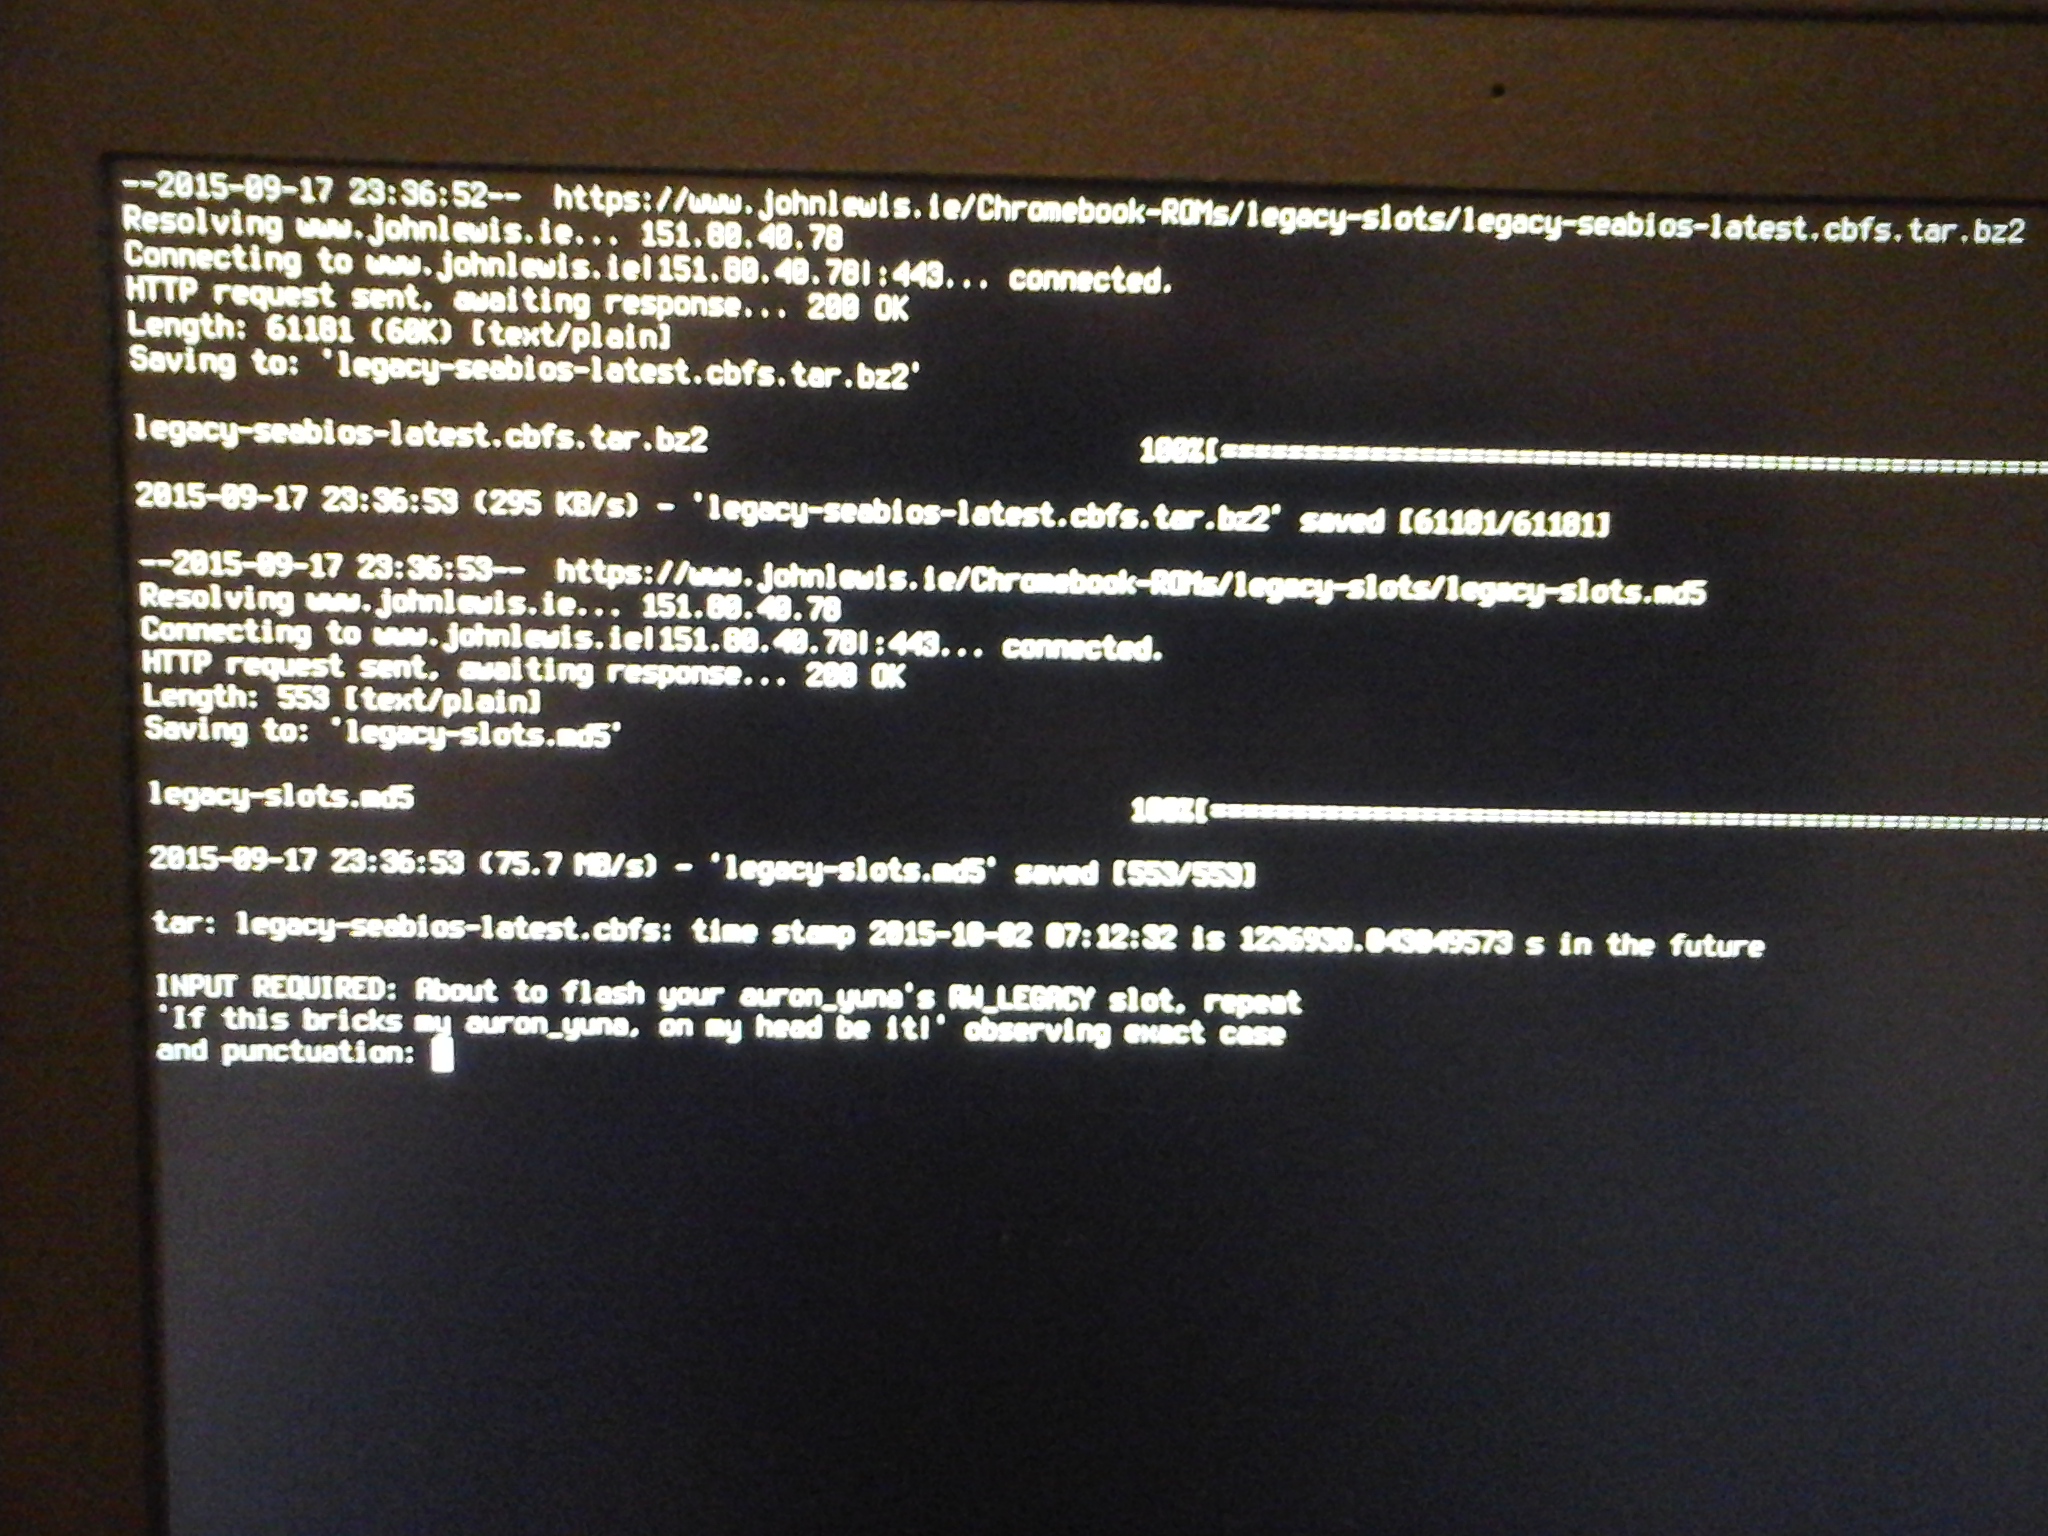 --2015-09-17 23:36:52--  https://www.johnlewis.ie/Chromebook-ROMs/legacy-slots/legacy-seabios-latest.cbfs.tar.bz2
Resolving www.johnlewis.ie... 151.80.40.78
Connecting to www.johnlewis.ie|151.80.40.78|:443... connected.
HTTP request sent, awaiting response... 200 OK
Length: 61181 (60K) [text/plain]
Saving to: 'legacy-seabios-latest.cbfs.tar.bz2'
legacy-seabios-latest.cbfs.tar.bz2 100%[==============================================
2015-09-17 23:36:53 (295 KB/s) - 'legacy-seabios-latest.cbfs.tar.bz2' saved [61181/61181]
--2015-09-17 23:36:53--  https://www.johnlewis.ie/Chromebook-ROMs/legacy-slots/legacy-slots.md5
Resolving www.johnlewis.ie... 151.80.40.78
Connecting to www.johnlewis.ie|151.80.40.78|:443... connected.
HTTP request sent, awaiting response... 200 OK
Length: 553 [text/plain]
Saving to: 'legacy-slots.md5'
legacy-slots.md5 100%[==============================================
2015-09-17 23:36:53 (75.7 MB/s) - 'legacy-slots.md5' saved [553/553]
tar: legacy-seabios-latest.cbfs: time stamp 2015-10-02 07:12:32 is 1236938.843049573 s in the future
INPUT REQUIRED: About to flash your auron_yuna's RW_LEGACY slot, repeat
'If this bricks my auron_yuna, on my head be it!' observing exact case
and punctuation: